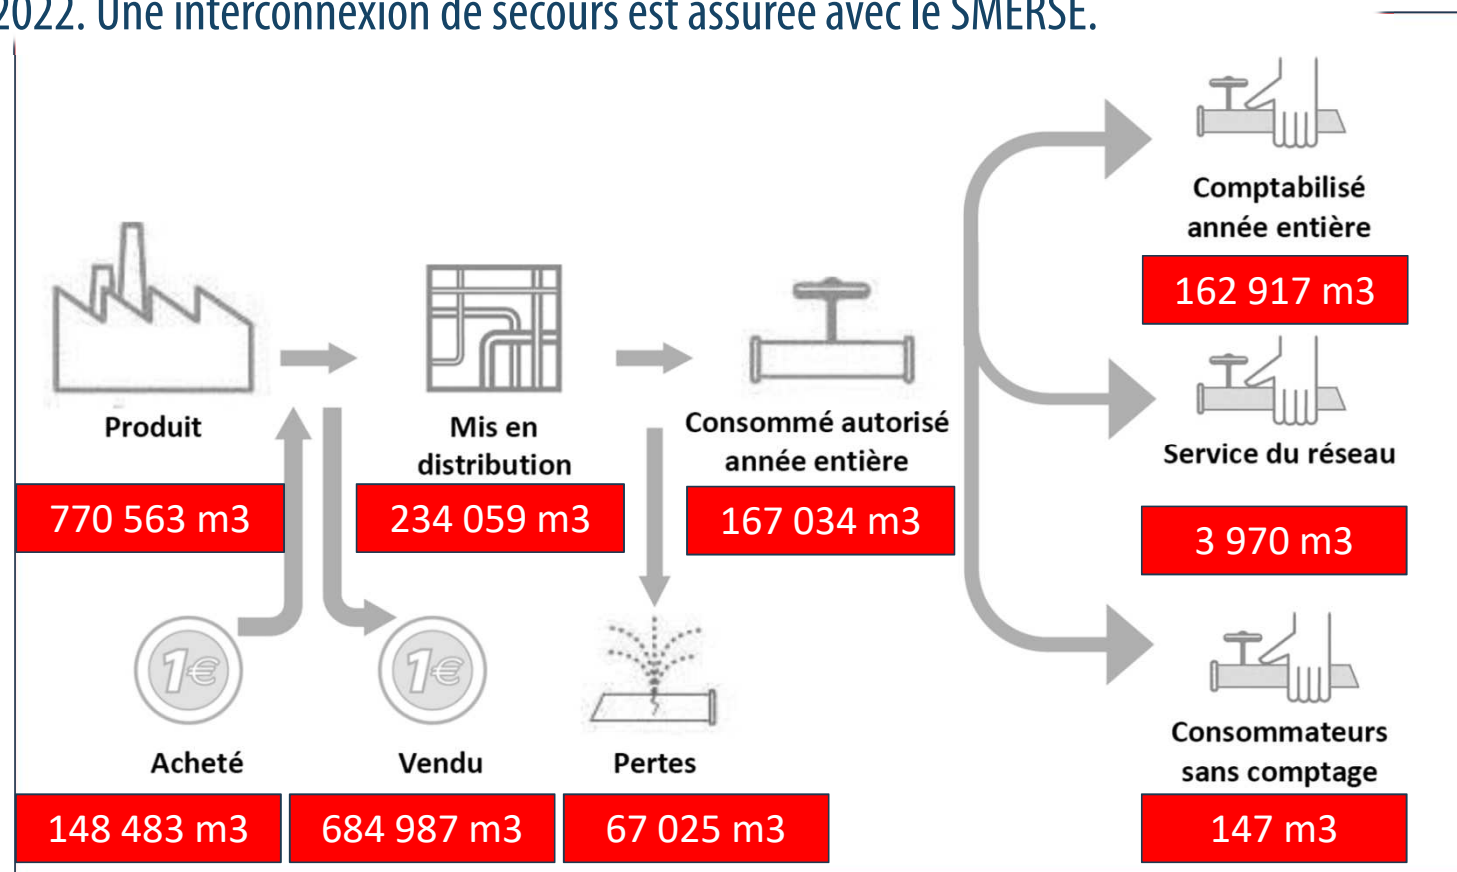 2022. Une interconnexion de secours est assurée avec le SMERSE.
Comptabilisé
année entière
162 917 m3
Produit
770 563 m3
Mis en
distribution
234 059 m3
Consommé autorisé
année entière
167 034 m3
Service du réseau
3 970 m3
1€
Acheté
148 483 m3
1€
Vendu
684 987 m3
Pertes
67 025 m3
Consommateurs
sans comptage
147 m3